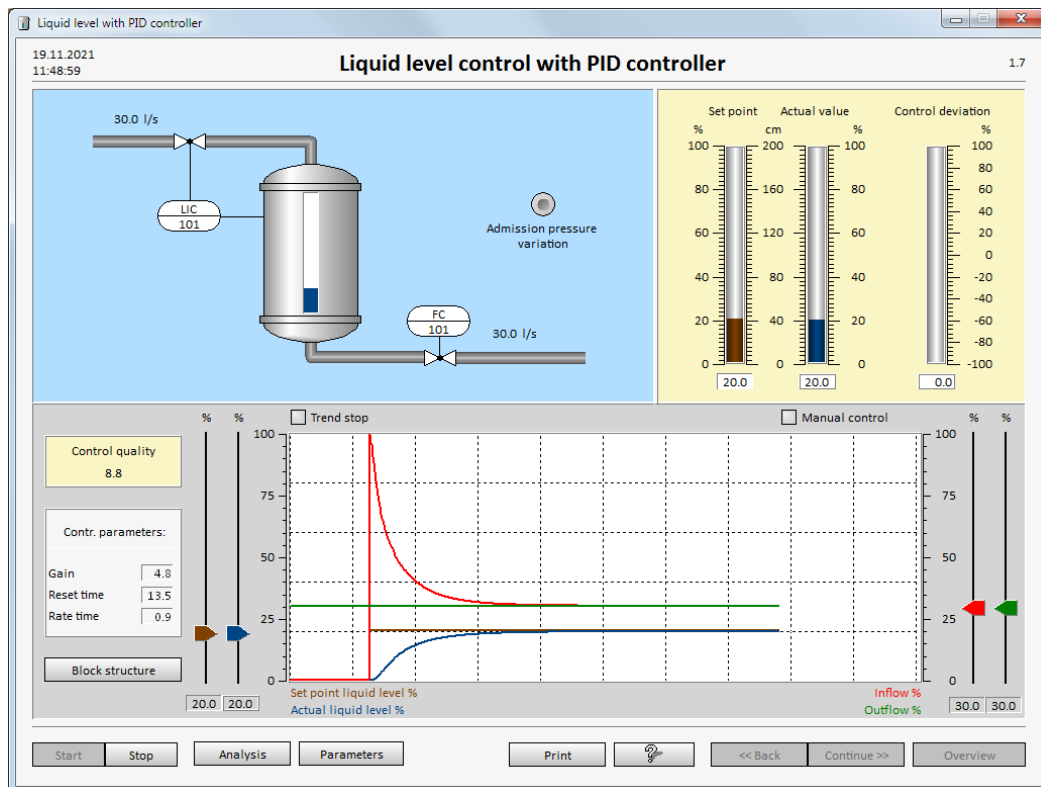 Liquid level with PID controller
19.11.2021
11:48:59
Liquid level control with PID controller
1.7
30.0 l/s
LIC
101
Admission pressure
variation
FC
101
30.0 l/s
Set point Actual value Control deviation
% cm % %
100 200 100 100
80
80 160 80 60
40
60 120 60 20
0
40 80 40 -20
-40
20 40 20 -60
-80
0 0 0 -100
20.0 20.0 0.0
% % Trend stop Manual control % %
Control quality
8.8
Contr. parameters:
Gain 4.8
Reset time 13.5
Rate time 0.9
Block structure
100 100
75 75
50 50
25 25
0 0
20.0 20.0
Set point liquid level % Inflow %
Actual liquid level % Outflow %
30.0 30.0
Start Stop Analysis Parameters Print ? << Back Continue >> Overview